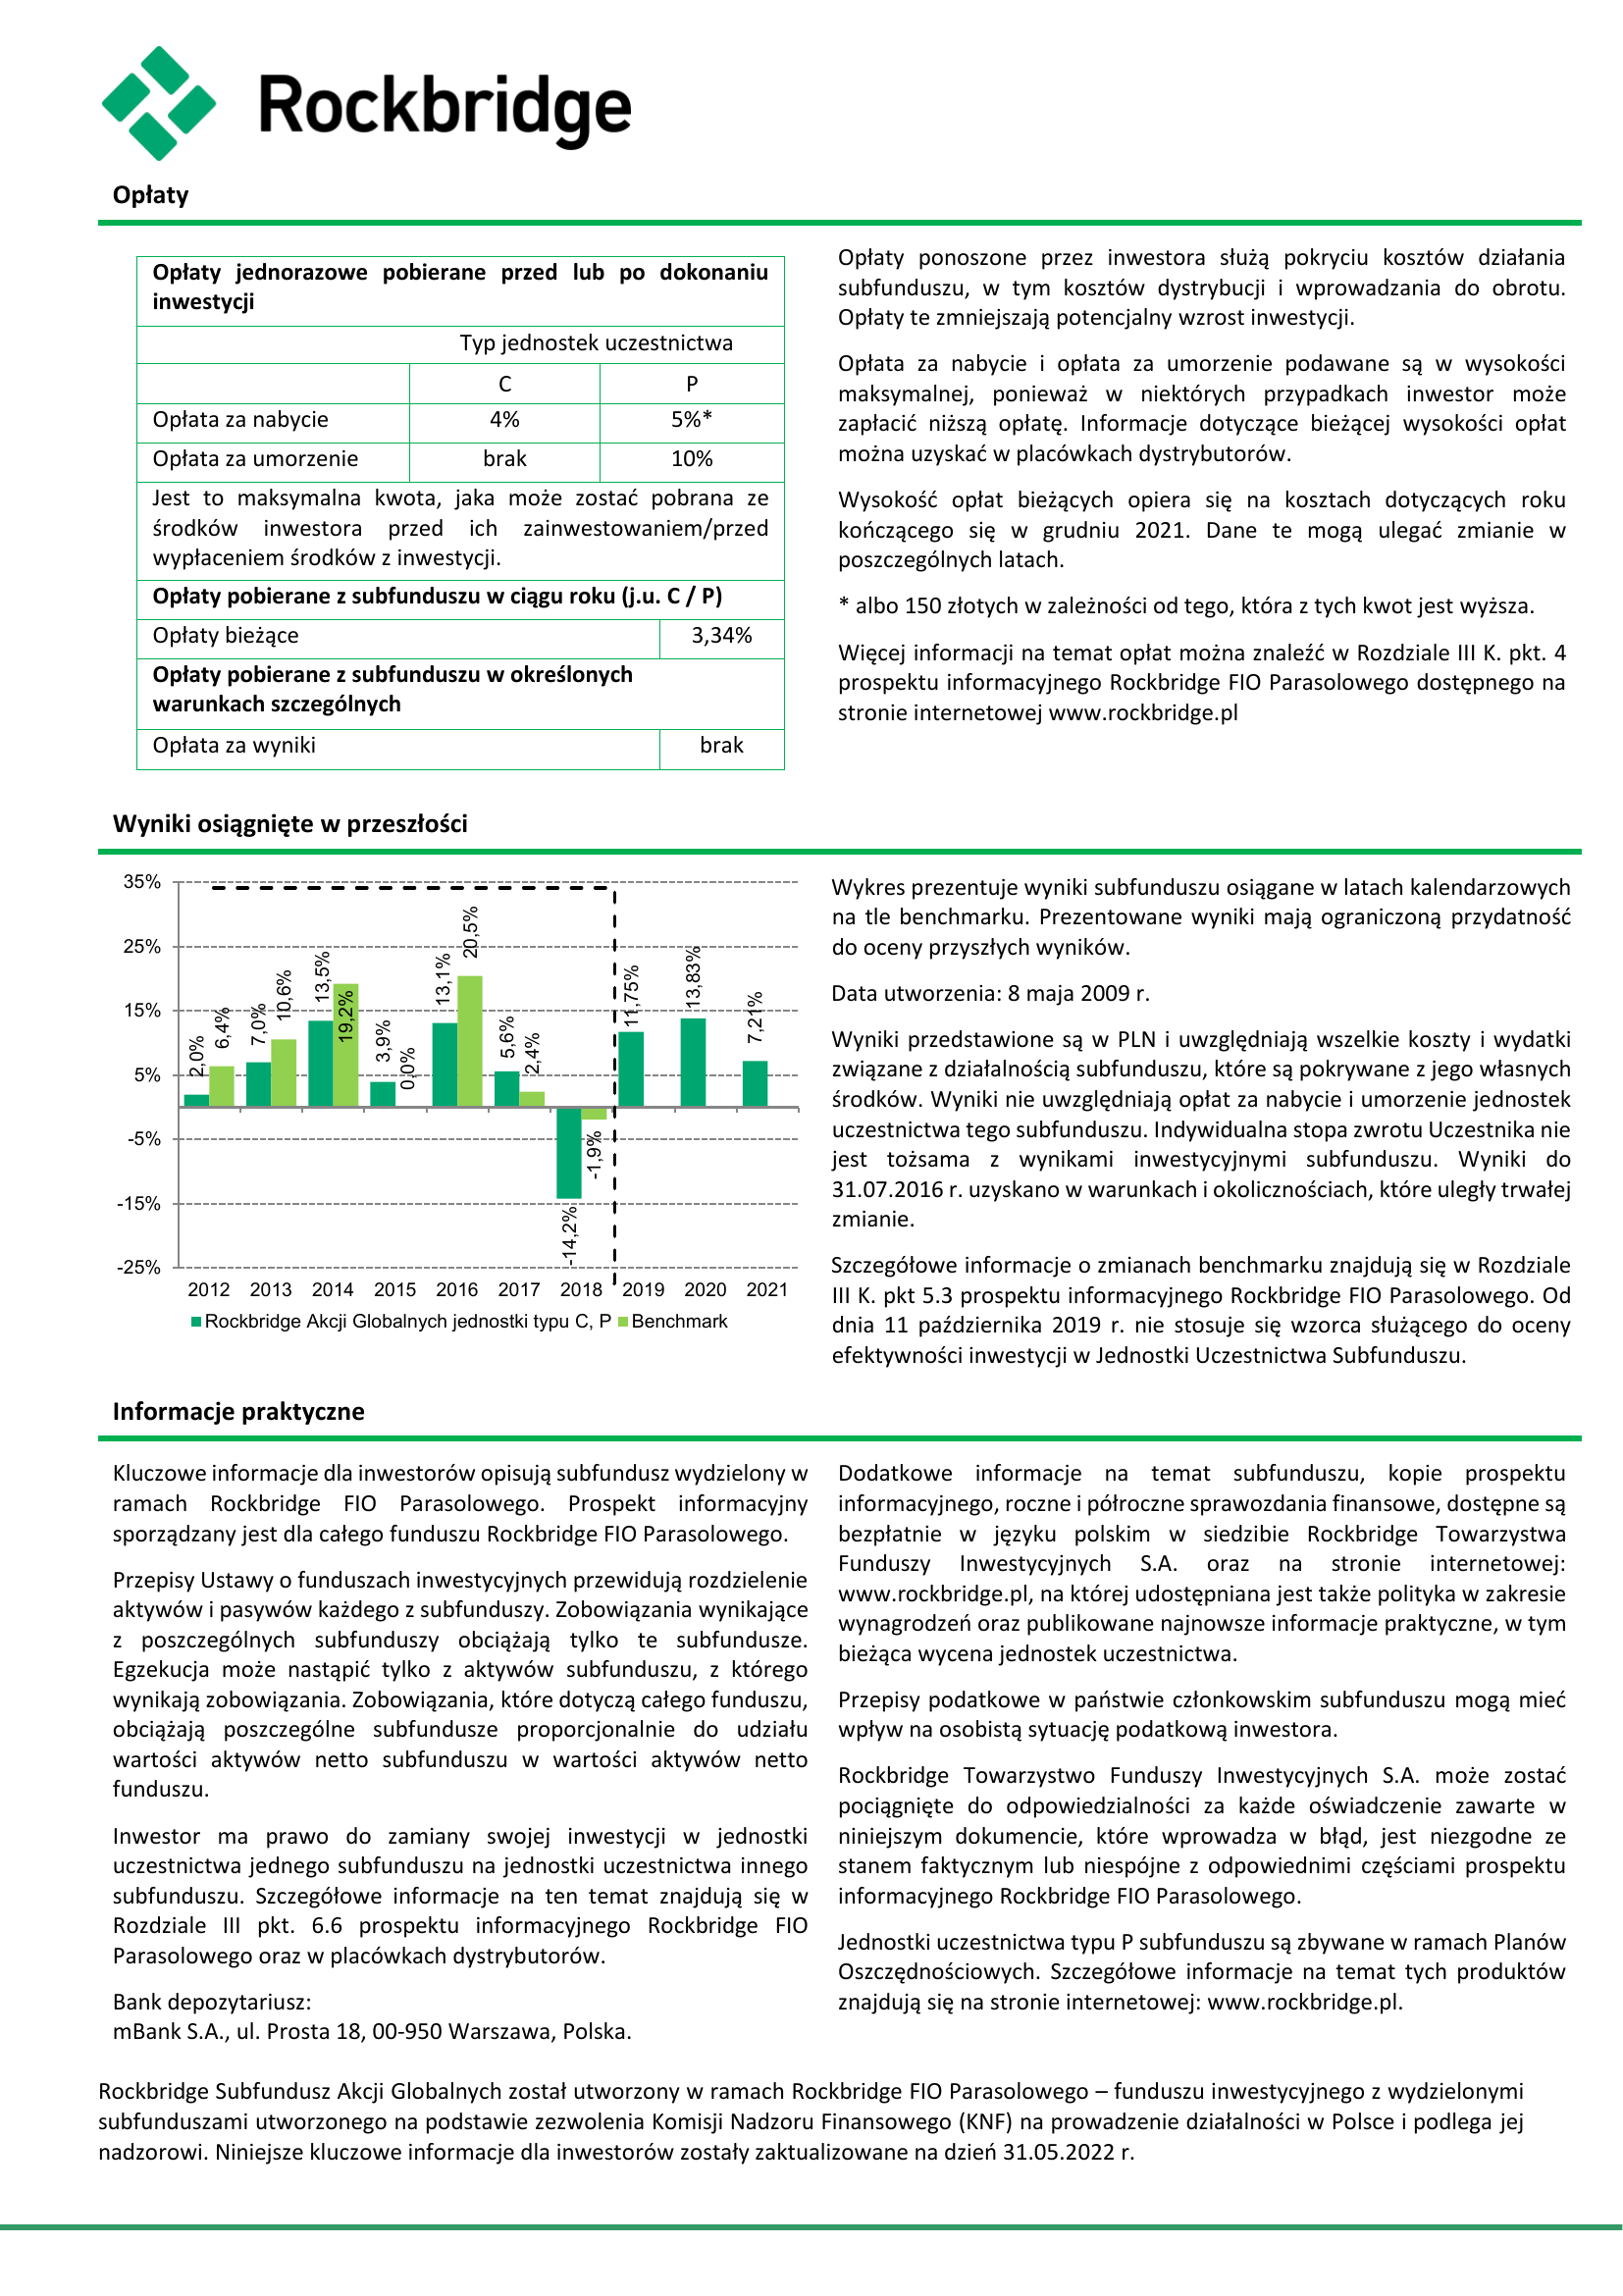 Rockbridge
Opłaty
Opłaty jednorazowe pobierane przed lub po dokonaniu
inwestycji
Typ jednostek uczestnictwa
C P
Opłata za nabycie 4% 5%*
Opłata za umorzenie brak 10%
Jest to maksymalna kwota, jaka może zostać pobrana ze
środków inwestora przed ich zainwestowaniem/przed
wypłaceniem środków z inwestycji.
Opłaty pobierane z subfunduszu w ciągu roku (j.u. C / P)
Opłaty bieżące 3,34%
Opłaty pobierane z subfunduszu w określonych
warunkach szczególnych
Opłata za wyniki brak
Opłaty ponoszone przez inwestora służą pokryciu kosztów działania
subfunduszu, w tym kosztów dystrybucji i wprowadzania do obrotu.
Opłaty te zmniejszają potencjalny wzrost inwestycji.
Opłata za nabycie i opłata za umorzenie podawane są w wysokości
maksymalnej, ponieważ w niektórych przypadkach inwestor może
zapłacić niższą opłatę. Informacje dotyczące bieżącej wysokości opłat
można uzyskać w placówkach dystrybutorów.
Wysokość opłat bieżących opiera się na kosztach dotyczących roku
kończącego się w grudniu 2021. Dane te mogą ulegać zmianie w
poszczególnych latach.
* albo 150 złotych w zależności od tego, która z tych kwot jest wyższa.
Więcej informacji na temat opłat można znaleźć w Rozdziale III K. pkt. 4
prospektu informacyjnego Rockbridge FIO Parasolowego dostępnego na
stronie internetowej www.rockbridge.pl
Wyniki osiągnięte w przeszłości
35%
25%
15%
5%
-5%
-15%
-25%
2,0%
6,4%
7,0%
10,6%
13,5%
19,2%
3,9%
0,0%
13,1%
20,5%
5,6%
2,4%
-14,2%
-1,9%
11,75%
13,83%
7,21%
2012 2013 2014 2015 2016 2017 2018 2019 2020 2021
Rockbridge Akcji Globalnych jednostki typu C, P Benchmark
Wykres prezentuje wyniki subfunduszu osiągane w latach kalendarzowych
na tle benchmarku. Prezentowane wyniki mają ograniczoną przydatność
do oceny przyszłych wyników.
Data utworzenia: 8 maja 2009 r.
Wyniki przedstawione są w PLN i uwzględniają wszelkie koszty i wydatki
związane z działalnością subfunduszu, które są pokrywane z jego własnych
środków. Wyniki nie uwzględniają opłat za nabycie i umorzenie jednostek
uczestnictwa tego subfunduszu. Indywidualna stopa zwrotu Uczestnika nie
jest tożsama z wynikami inwestycyjnymi subfunduszu. Wyniki do
31.07.2016 r. uzyskano w warunkach i okolicznościach, które uległy trwałej
zmianie.
Szczegółowe informacje o zmianach benchmarku znajdują się w Rozdziale
III K. pkt 5.3 prospektu informacyjnego Rockbridge FIO Parasolowego. Od
dnia 11 października 2019 r. nie stosuje się wzorca służącego do oceny
efektywności inwestycji w Jednostki Uczestnictwa Subfunduszu.
Informacje praktyczne
Kluczowe informacje dla inwestorów opisują subfundusz wydzielony w
ramach Rockbridge FIO Parasolowego. Prospekt informacyjny
sporządzany jest dla całego funduszu Rockbridge FIO Parasolowego.
Przepisy Ustawy o funduszach inwestycyjnych przewidują rozdzielenie
aktywów i pasywów każdego z subfunduszy. Zobowiązania wynikające
z poszczególnych subfunduszy obciążają tylko te subfundusze.
Egzekucja może nastąpić tylko z aktywów subfunduszu, z którego
wynikają zobowiązania. Zobowiązania, które dotyczą całego funduszu,
obciążają poszczególne subfundusze proporcjonalnie do udziału
wartości aktywów netto subfunduszu w wartości aktywów netto
funduszu.
Inwestor ma prawo do zamiany swojej inwestycji w jednostki
uczestnictwa jednego subfunduszu na jednostki uczestnictwa innego
subfunduszu. Szczegółowe informacje na ten temat znajdują się w
Rozdziale III pkt. 6.6 prospektu informacyjnego Rockbridge FIO
Parasolowego oraz w placówkach dystrybutorów.
Bank depozytariusz:
mBank S.A., ul. Prosta 18, 00-950 Warszawa, Polska.
Dodatkowe informacje na temat subfunduszu, kopie prospektu
informacyjnego, roczne i półroczne sprawozdania finansowe, dostępne są
bezpłatnie w języku polskim w siedzibie Rockbridge Towarzystwa
Funduszy Inwestycyjnych S.A. oraz na stronie internetowej:
www.rockbridge.pl, na której udostępniana jest także polityka w zakresie
wynagrodzeń oraz publikowane najnowsze informacje praktyczne, w tym
bieżąca wycena jednostek uczestnictwa.
Przepisy podatkowe w państwie członkowskim subfunduszu mogą mieć
wpływ na osobistą sytuację podatkową inwestora.
Rockbridge Towarzystwo Funduszy Inwestycyjnych S.A. może zostać
pociągnięte do odpowiedzialności za każde oświadczenie zawarte w
niniejszym dokumencie, które wprowadza w błąd, jest niezgodne ze
stanem faktycznym lub niespójne z odpowiednimi częściami prospektu
informacyjnego Rockbridge FIO Parasolowego.
Jednostki uczestnictwa typu P subfunduszu są zbywane w ramach Planów
Oszczędnościowych. Szczegółowe informacje na temat tych produktów
znajdują się na stronie internetowej: www.rockbridge.pl.
Rockbridge Subfundusz Akcji Globalnych został utworzony w ramach Rockbridge FIO Parasolowego – funduszu inwestycyjnego z wydzielonymi
subfunduszami utworzonego na podstawie zezwolenia Komisji Nadzoru Finansowego (KNF) na prowadzenie działalności w Polsce i podlega jej
nadzorowi. Niniejsze kluczowe informacje dla inwestorów zostały zaktualizowane na dzień 31.05.2022 r.